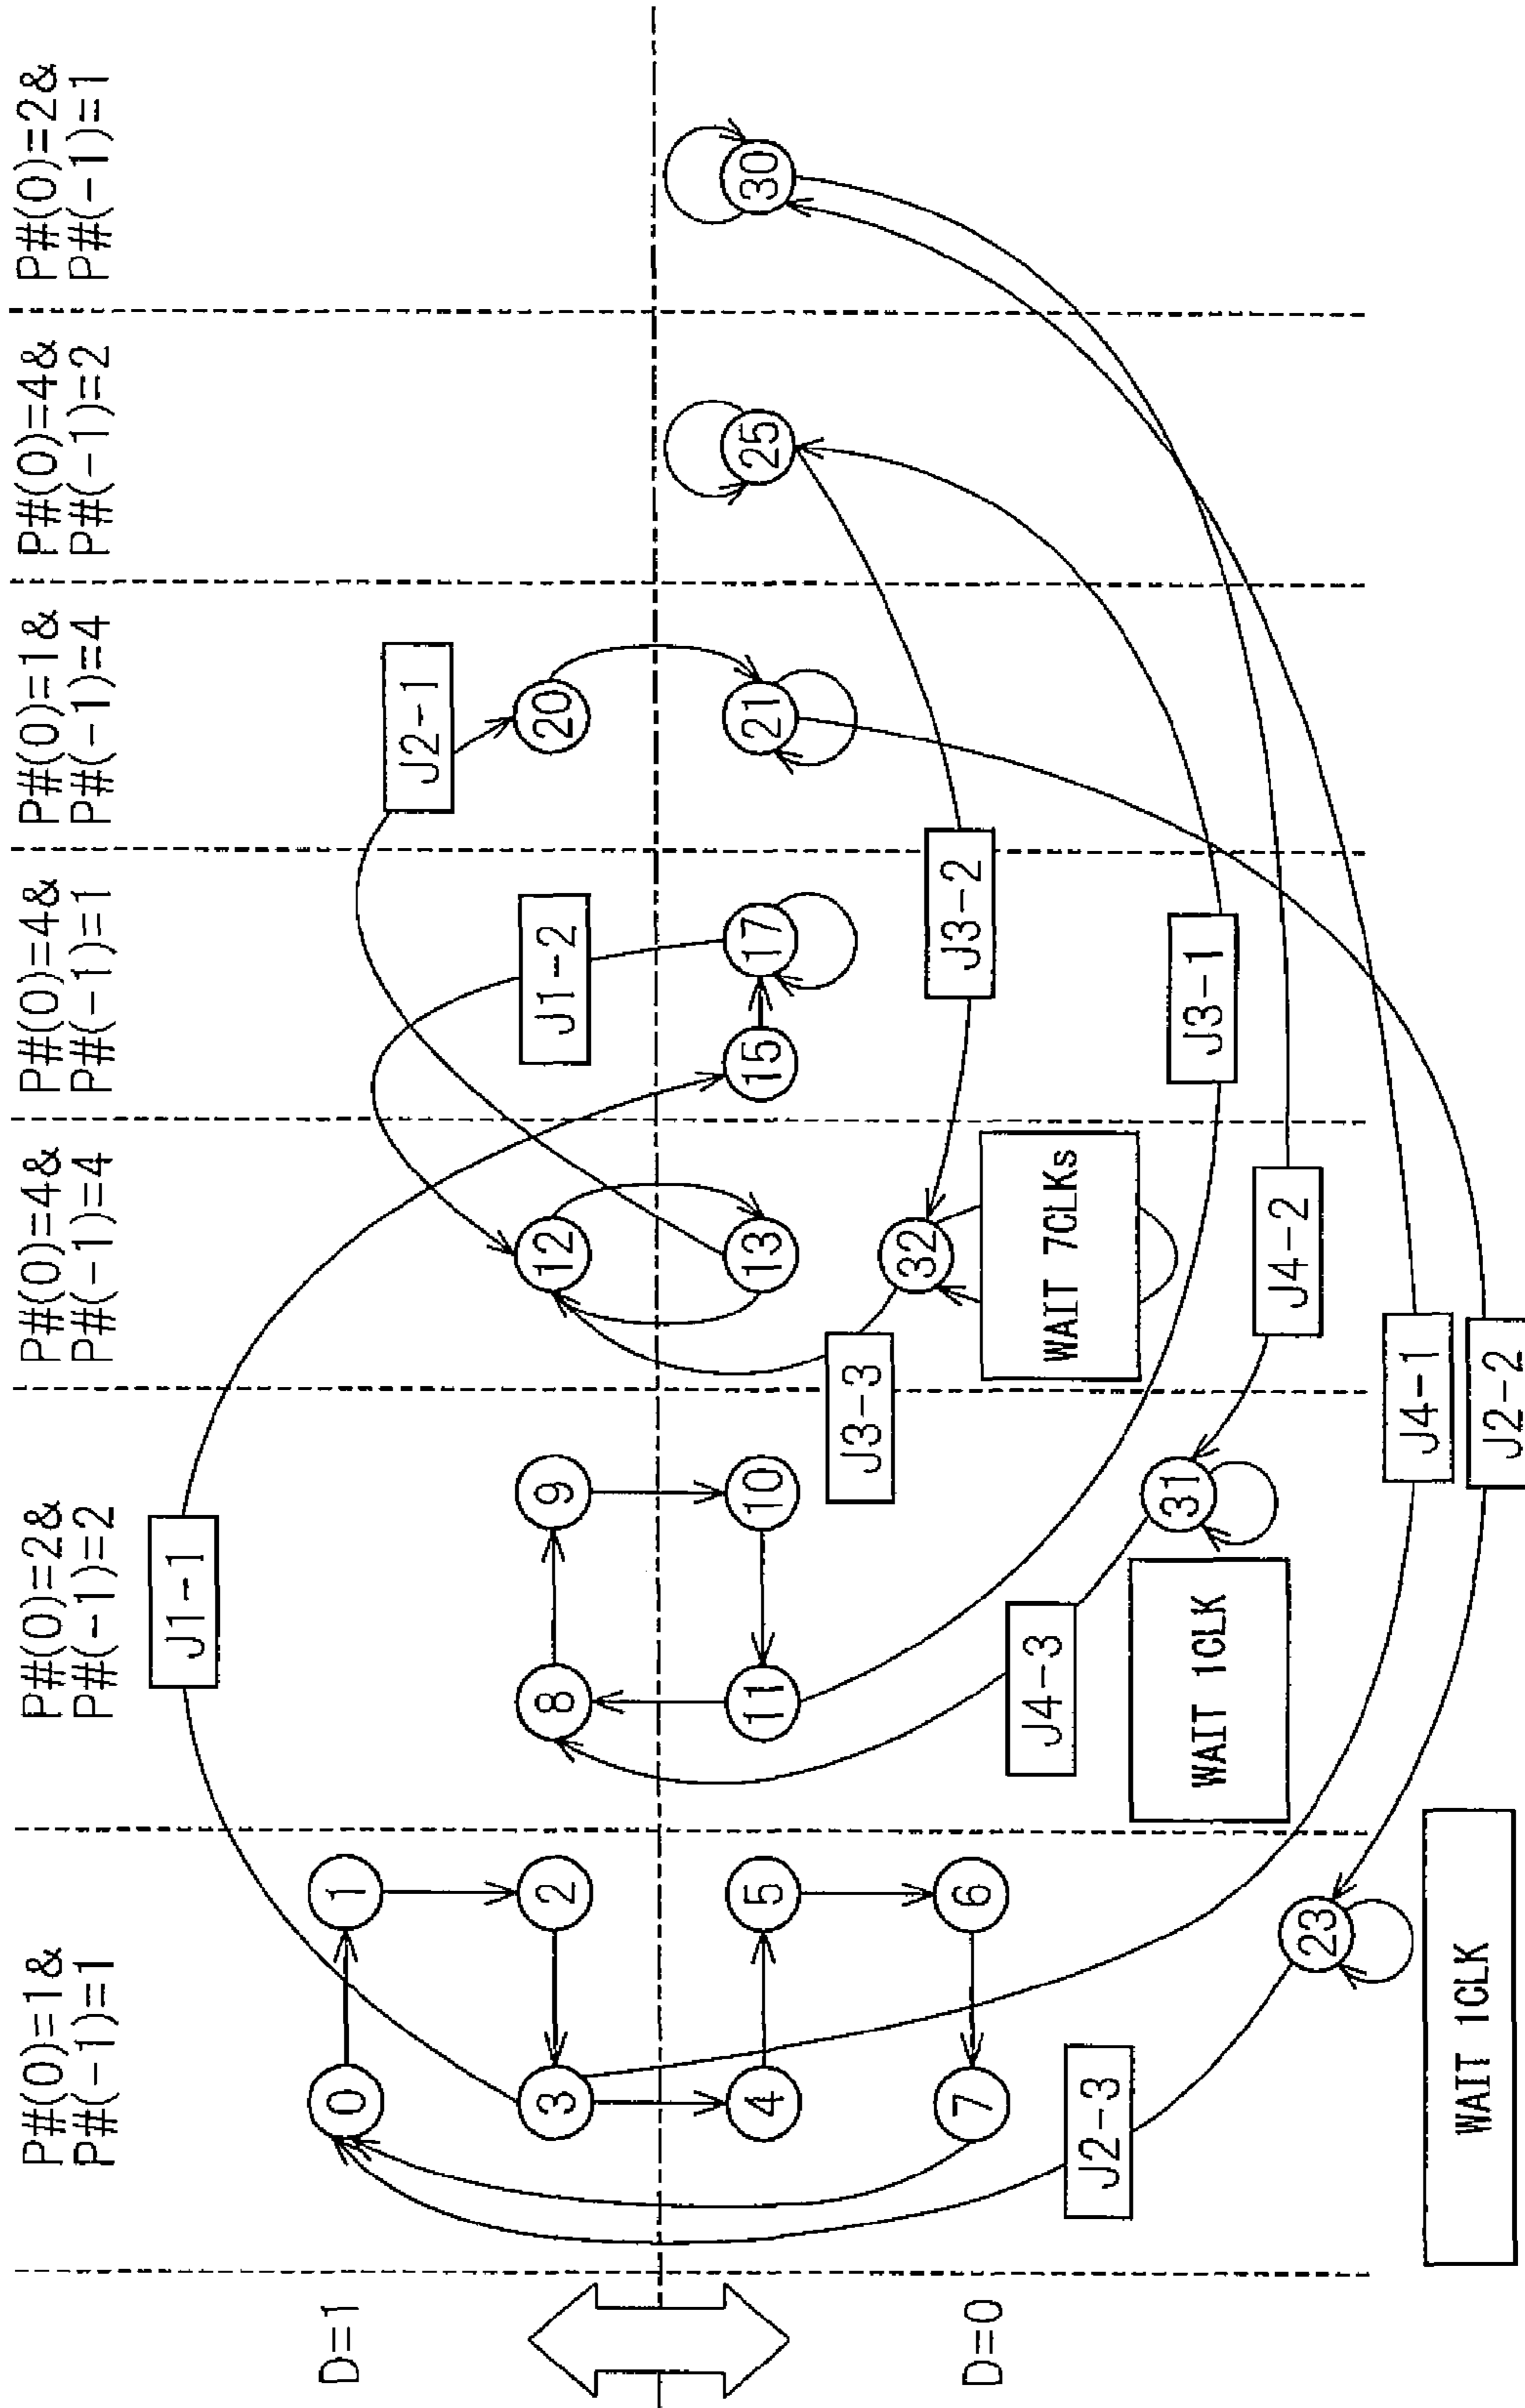 P#(0)=1&
P#(-1)=1
P#(0)=2&
P#(-1)=2
P#(0)=4&
P#(-1)=4
P#(0)=4&
P#(-1)=1
P#(0)=1&
P#(-1)=4
P#(0)=4&
P#(-1)=2
P#(0)=2&
P#(-1)=1
D=1
D=0
J1-1
J2-1
J1-2
0
1
3
2
8
9
12
20
4
5
11
10
13
15
17
21
25
30
7
6
32
J3-3
J3-2
WAIT 7CLKs
J2-3
J4-3
31
J3-1
WAIT 1CLK
J4-2
23
J4-1
J2-2
WAIT 1CLK